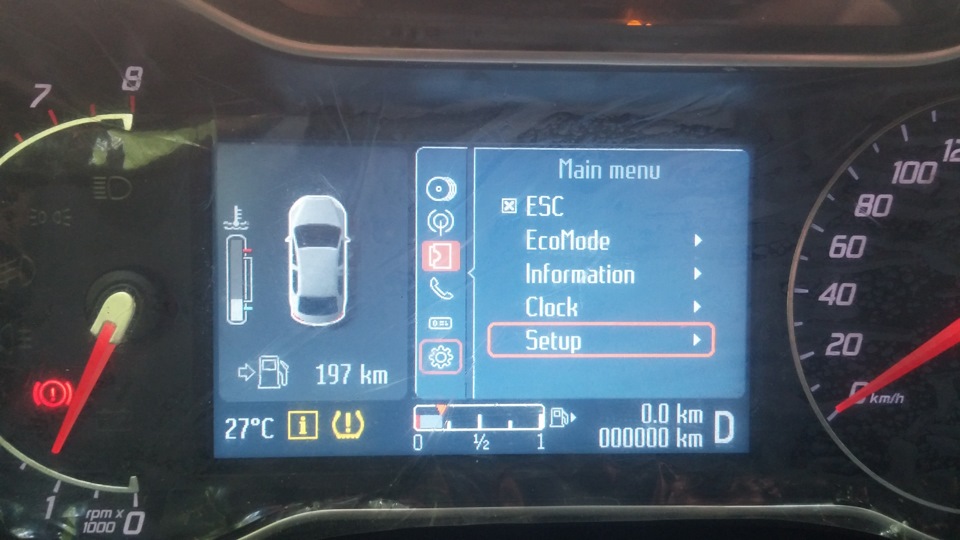 7
8
Main menu
ESC
EcoMode
Information
Clock
Setup
197 km
27°C
i
0 ½ 1
0.0 km
000000 km
D
1
rpm x
1000
0
100
80
60
40
20
0 km/h